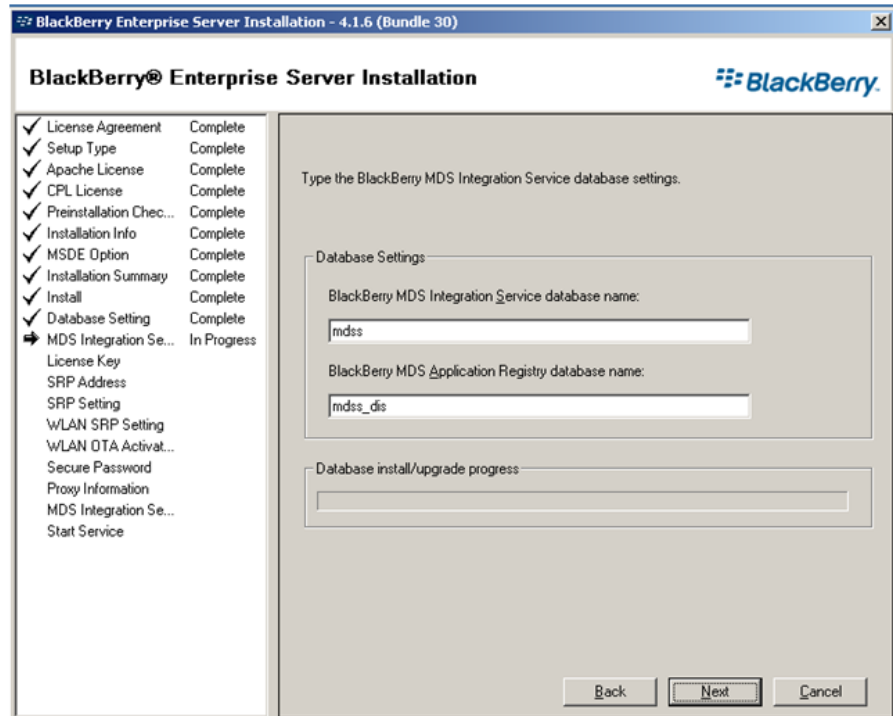 BlackBerry Enterprise Server Installation - 4.1.6 (Bundle 30)
BlackBerry® Enterprise Server Installation
BlackBerry.
License Agreement Complete
Setup Type Complete
Apache License Complete
CPL License Complete
Preinstallation Chec... Complete
Installation Info Complete
MSDE Option Complete
Installation Summary Complete
Install Complete
Database Setting Complete
MDS Integration Se... In Progress
License Key
SRP Address
SRP Setting
WLAN SRP Setting
WLAN OTA Activat...
Secure Password
Proxy Information
MDS Integration Se...
Start Service
Type the BlackBerry MDS Integration Service database settings.
Database Settings
BlackBerry MDS Integration Service database name:
mdss
BlackBerry MDS Application Registry database name:
mdss_dis
Database install/upgrade progress
Back Next Cancel